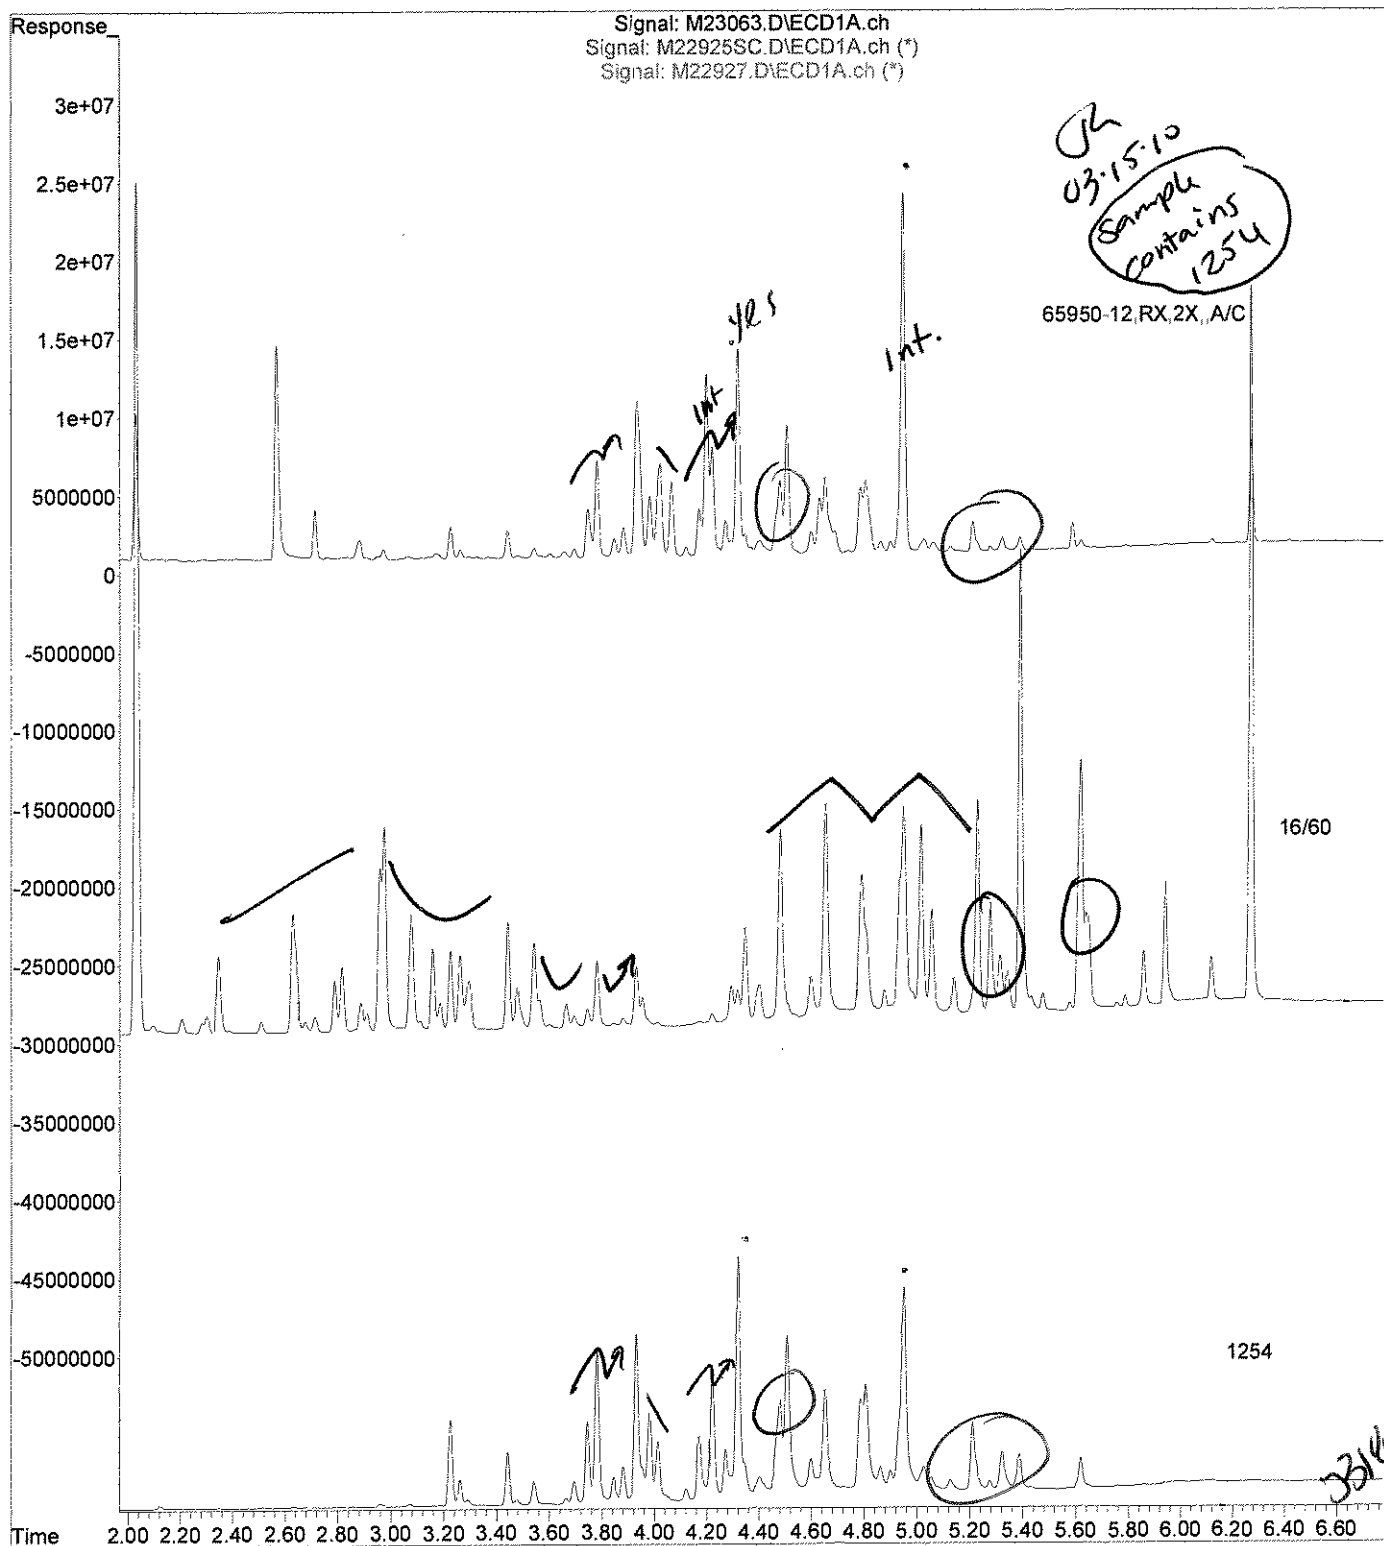 Response_
Signal: M23063.D\ECD1A.ch
Signal: M22925SC.D\ECD1A.ch (*)
Signal: M22927.D\ECD1A.ch (*)
3e+07
03.15.10
2.5e+07
sample
contains
1254
2e+07
65950-12,RX,2X,,A/C
1.5e+07
yes
Int.
1e+07
Int
5000000
0
-5000000
-10000000
-15000000
16/60
-20000000
-25000000
-30000000
-35000000
-40000000
-45000000
-50000000
1254
Time 2.00 2.20 2.40 2.60 2.80 3.00 3.20 3.40 3.60 3.80 4.00 4.20 4.40 4.60 4.80 5.00 5.20 5.40 5.60 5.80 6.00 6.20 6.40 6.60